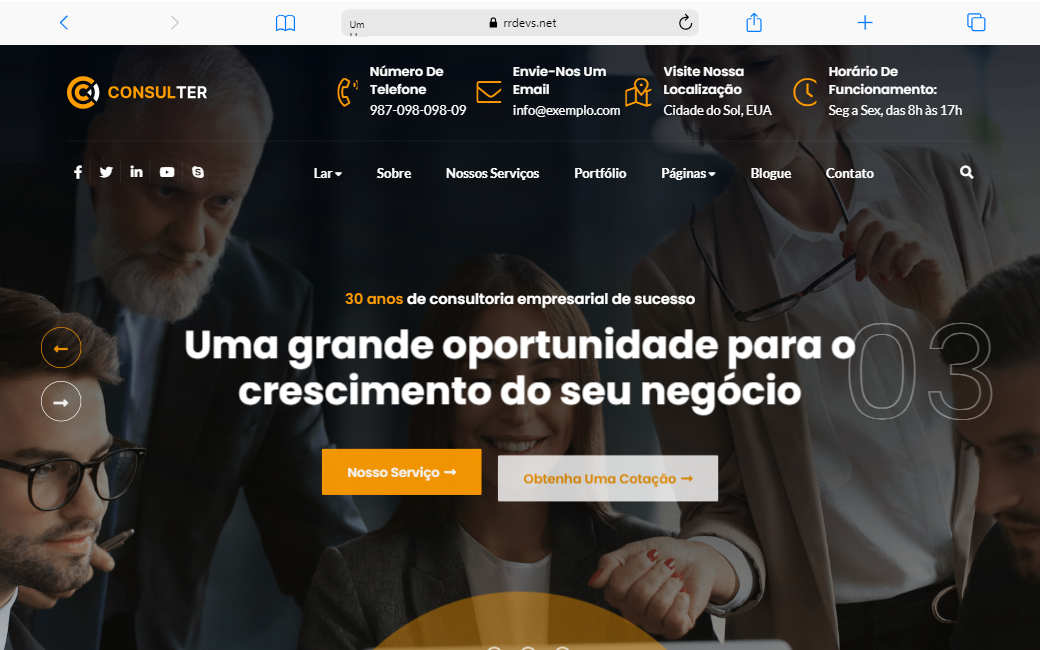 Um
rrdevs.net
CONSULTER
Número De
Telefone
987-098-098-09
Envie-Nos Um
Email
info@exemplo.com
Visite Nossa
Localização
Cidade do Sol, EUA
Horário De
Funcionamento:
Seg a Sex, das 8h às 17h
Lar
Sobre
Nossos Serviços
Portfólio
Páginas
Blogue
Contato
30 anos de consultoria empresarial de sucesso
Uma grande oportunidade para o
crescimento do seu negócio
03
Nosso Serviço →
Obtenha Uma Cotação →